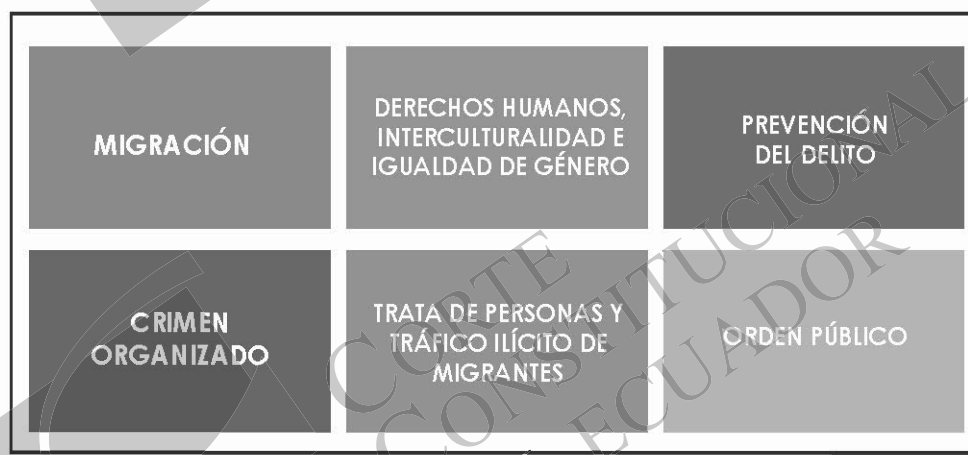 MIGRACIÓN
DERECHOS HUMANOS,
INTERCULTURALIDAD E
IGUALDAD DE GÉNERO
PREVENCIÓN
DEL DELITO
CRIMEN
ORGANIZADO
TRATA DE PERSONAS Y
TRÁFICO ILÍCITO DE
MIGRANTES
ORDEN PÚBLICO
CORTE
CONSTITUCIONAL
ECUADOR